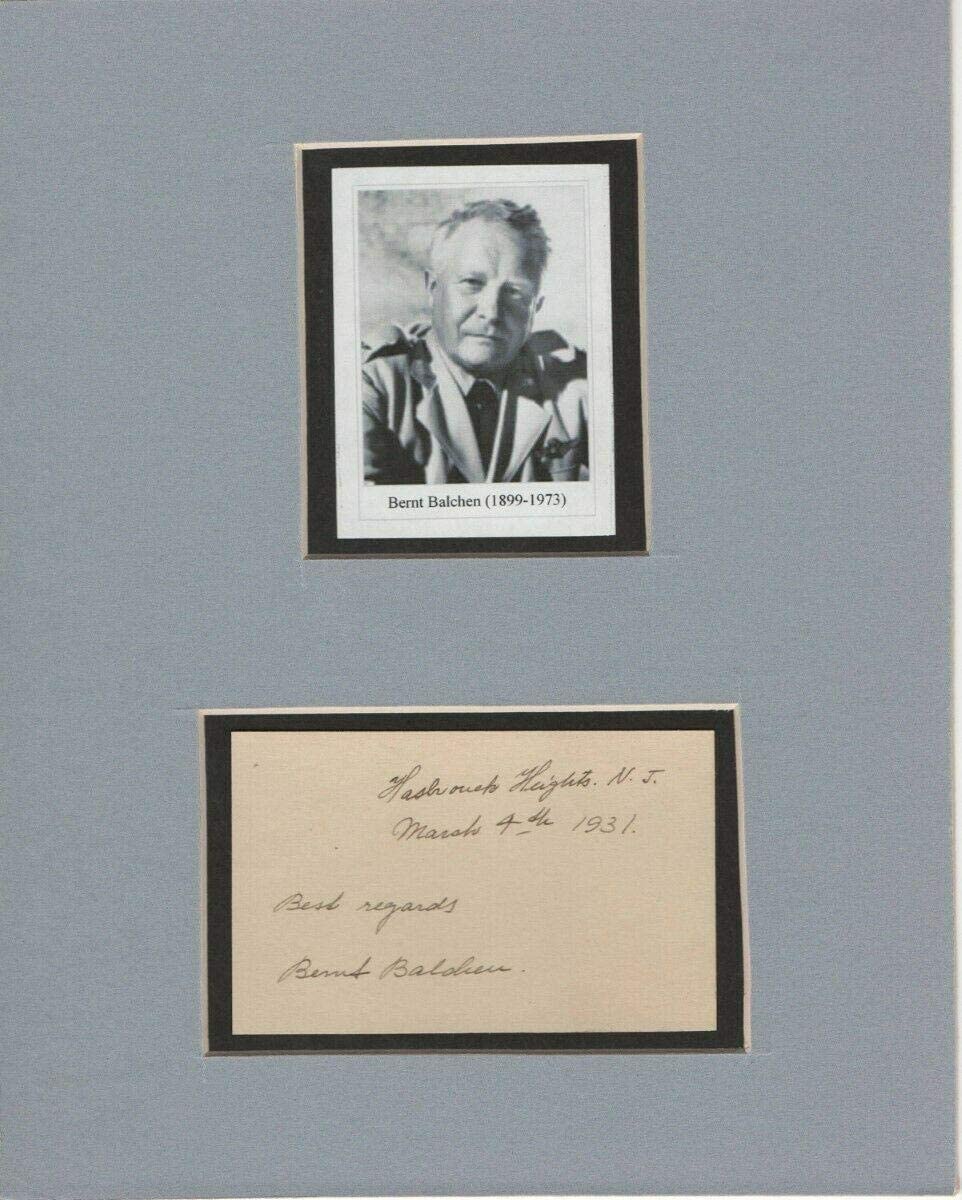 Bernt Balchen (1899-1973)
Hasbrouck Heights. N. J.
March 4th 1931.
Best regards
Bernt Balchen.